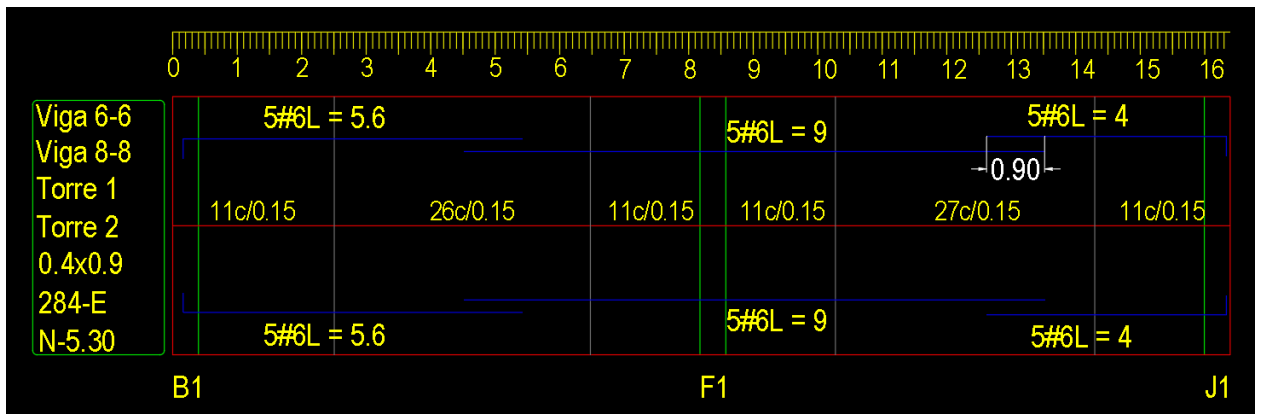 0 1 2 3 4 5 6 7 8 9 10 11 12 13 14 15 16
Viga 6-6
Viga 8-8
Torre 1
Torre 2
0.4x0.9
284-E
N-5.30
5#6L = 5.6
5#6L = 9
5#6L = 4
0.90
11c/0.15 26c/0.15 11c/0.15 11c/0.15 27c/0.15 11c/0.15
5#6L = 5.6
5#6L = 9
5#6L = 4
B1 F1 J1